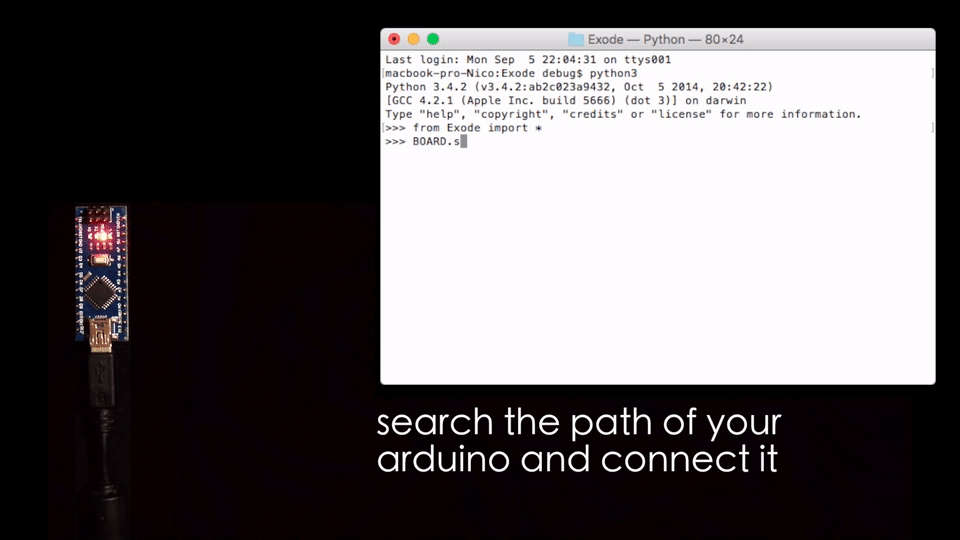 Exode — Python — 80×24
Last login: Mon Sep  5 22:04:31 on ttys001
[macbook-pro-Nico:Exode debug$ python3 ]
Python 3.4.2 (v3.4.2:ab2c023a9432, Oct  5 2014, 20:42:22)
[GCC 4.2.1 (Apple Inc. build 5666) (dot 3)] on darwin
Type "help", "copyright", "credits" or "license" for more information.
[>>> from Exode import * ]
>>> BOARD.s
search the path of your
arduino and connect it